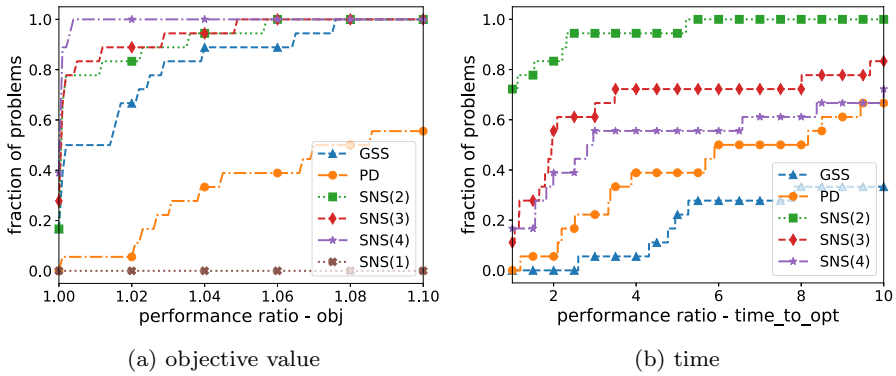 fraction of problems
1.0
0.8
0.6
0.4
0.2
0.0
1.00
1.02
1.04
1.06
1.08
1.10
performance ratio - obj
GSS
PD
SNS(2)
SNS(3)
SNS(4)
SNS(1)
(a) objective value
fraction of problems
1.0
0.8
0.6
0.4
0.2
0.0
2
4
6
8
10
performance ratio - time_to_opt
GSS
PD
SNS(2)
SNS(3)
SNS(4)
(b) time